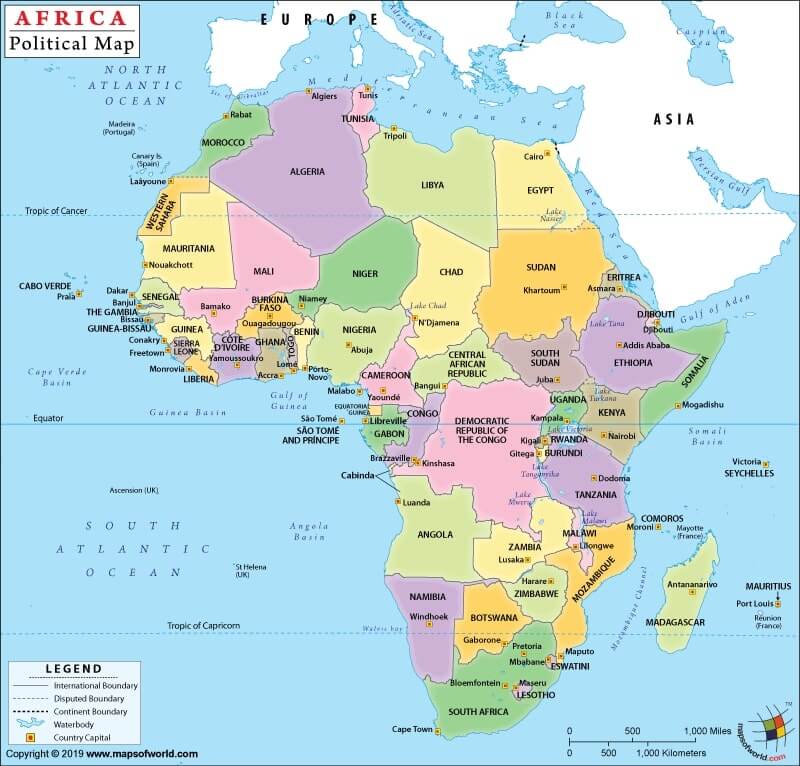 AFRICA
Political Map
EUROPE
ASIA
NORTH
ATLANTIC
OCEAN
Adriatic Sea
Black
Sea
Caspian
Sea
Str. of Gibraltar
Mediterranean Sea
Persian Gulf
Red Sea
Gulf of Aden
Madeira
(Portugal)
Canary Is.
(Spain)
Rabat
MOROCCO
Algiers
ALGERIA
Tunis
TUNISIA
Tripoli
LIBYA
Cairo
EGYPT
Lake
Nasser
Laâyoune
WESTERN
SAHARA
Tropic of Cancer
MAURITANIA
Nouakchott
MALI
Bamako
NIGER
Niamey
CHAD
Lake Chad
N'Djamena
SUDAN
Khartoum
ERITREA
Asmara
DJIBOUTI
Djibouti
Lake Tana
Addis Ababa
ETHIOPIA
SOMALIA
Mogadishu
CABO VERDE
Praia
Dakar
SENEGAL
Banjul
THE GAMBIA
Bissau
GUINEA-BISSAU
GUINEA
Conakry
SIERRA
LEONE
Freetown
Monrovia
LIBERIA
CÔTE
D'IVOIRE
Yamoussoukro
BURKINA
FASO
Ouagadougou
GHANA
Accra
TOGO
Lomé
BENIN
Porto-
Novo
NIGERIA
Abuja
CAMEROON
Yaoundé
CENTRAL
AFRICAN
REPUBLIC
Bangui
SOUTH
SUDAN
Juba
Malabo
EQUATORIAL
GUINEA
São Tomé
SÃO TOMÉ
AND PRÍNCIPE
Libreville
GABON
CONGO
Brazzaville
Kinshasa
DEMOCRATIC
REPUBLIC OF
THE CONGO
UGANDA
Kampala
Lake
Turkana
KENYA
Nairobi
Lake Victoria
Kigali
RWANDA
Gitega
BURUNDI
Lake
Tanganyika
Dodoma
TANZANIA
Cape Verde
Basin
Guinea Basin
Gulf of
Guinea
Equator
Somali
Basin
Victoria
SEYCHELLES
Cabinda
Luanda
ANGOLA
Ascension (UK)
SOUTH
ATLANTIC
OCEAN
Angola
Basin
St Helena
(UK)
Lake
Mweru
Lake
Malawi
ZAMBIA
Lusaka
MALAWI
Lilongwe
COMOROS
Moroni
Mayotte
(France)
Harare
ZIMBABWE
MOZAMBIQUE
Mozambique Channel
Antananarivo
MADAGASCAR
MAURITIUS
Port Louis
Reunion
(France)
NAMIBIA
Windhoek
Walvis bay
BOTSWANA
Gaborone
Tropic of Capricorn
Pretoria
Maputo
Mbabane
ESWATINI
Bloemfontein
Maseru
LESOTHO
SOUTH AFRICA
Cape Town
LEGEND
International Boundary
Disputed Boundary
Continent Boundary
Waterbody
Country Capital
0 500 1,000 Miles
0 500 1,000 Kilometers
mapsofworld.com
TM
Copyright © 2019 www.mapsofworld.com